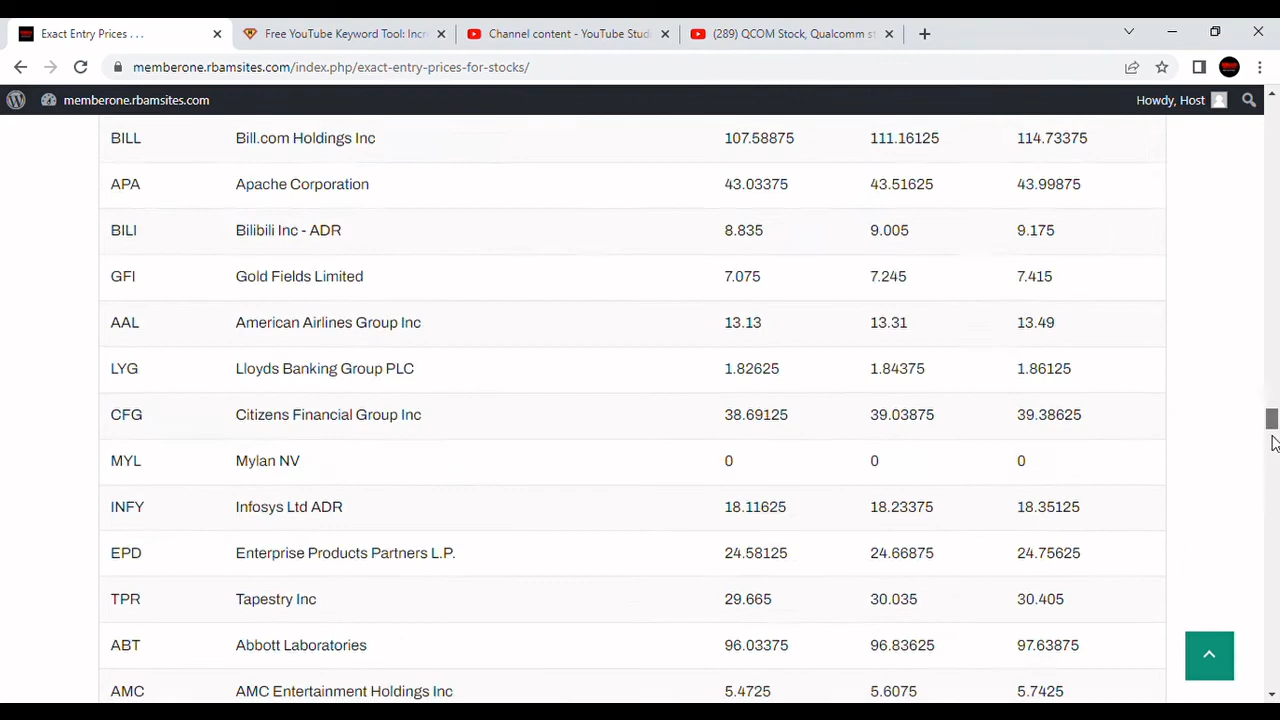 Exact Entry Prices . . .
Free YouTube Keyword Tool: Incr
Channel content - YouTube Stud
(289) QCOM Stock, Qualcomm st
memberone.rbamsites.com/index.php/exact-entry-prices-for-stocks/
memberone.rbamsites.com Howdy, Host
BILL Bill.com Holdings Inc 107.58875 111.16125 114.73375
APA Apache Corporation 43.03375 43.51625 43.99875
BILI Bilibili Inc - ADR 8.835 9.005 9.175
GFI Gold Fields Limited 7.075 7.245 7.415
AAL American Airlines Group Inc 13.13 13.31 13.49
LYG Lloyds Banking Group PLC 1.82625 1.84375 1.86125
CFG Citizens Financial Group Inc 38.69125 39.03875 39.38625
MYL Mylan NV 0 0 0
INFY Infosys Ltd ADR 18.11625 18.23375 18.35125
EPD Enterprise Products Partners L.P. 24.58125 24.66875 24.75625
TPR Tapestry Inc 29.665 30.035 30.405
ABT Abbott Laboratories 96.03375 96.83625 97.63875
AMC AMC Entertainment Holdings Inc 5.4725 5.6075 5.7425